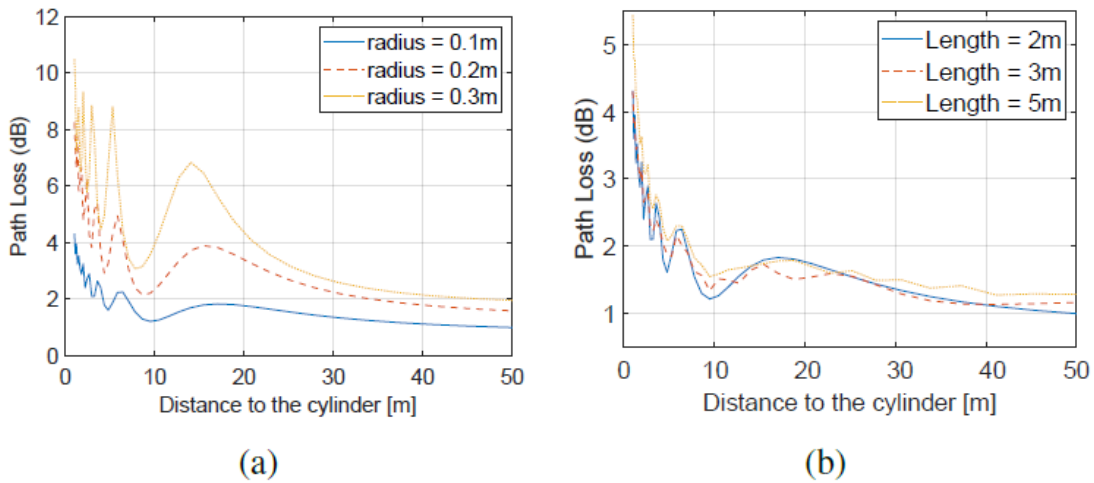 12
10
8
6
4
2
0
0 10 20 30 40 50
Path Loss (dB)
Distance to the cylinder [m]
radius = 0.1m
radius = 0.2m
radius = 0.3m
(a)
5
4
3
2
1
0 10 20 30 40 50
Path Loss (dB)
Distance to the cylinder [m]
Length = 2m
Length = 3m
Length = 5m
(b)